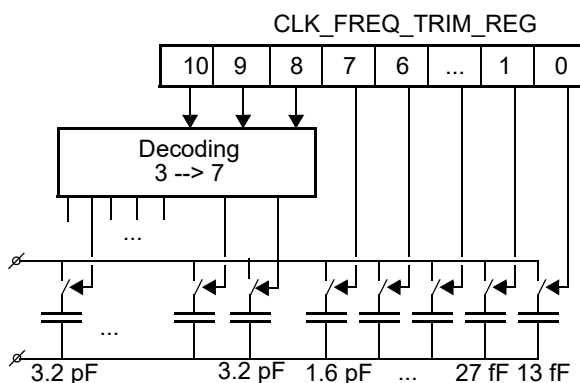 CLK_FREQ_TRIM_REG
10 9 8 7 6 ... 1 0
Decoding
3 --> 7
...
...
3.2 pF 3.2 pF 1.6 pF ... 27 fF 13 fF